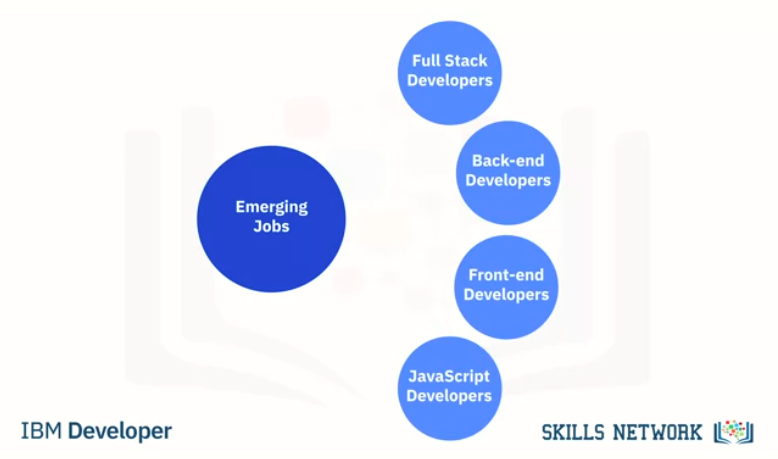 Full Stack
Developers
Back-end
Developers
Emerging
Jobs
Front-end
Developers
JavaScript
Developers
IBM Developer
SKILLS NETWORK